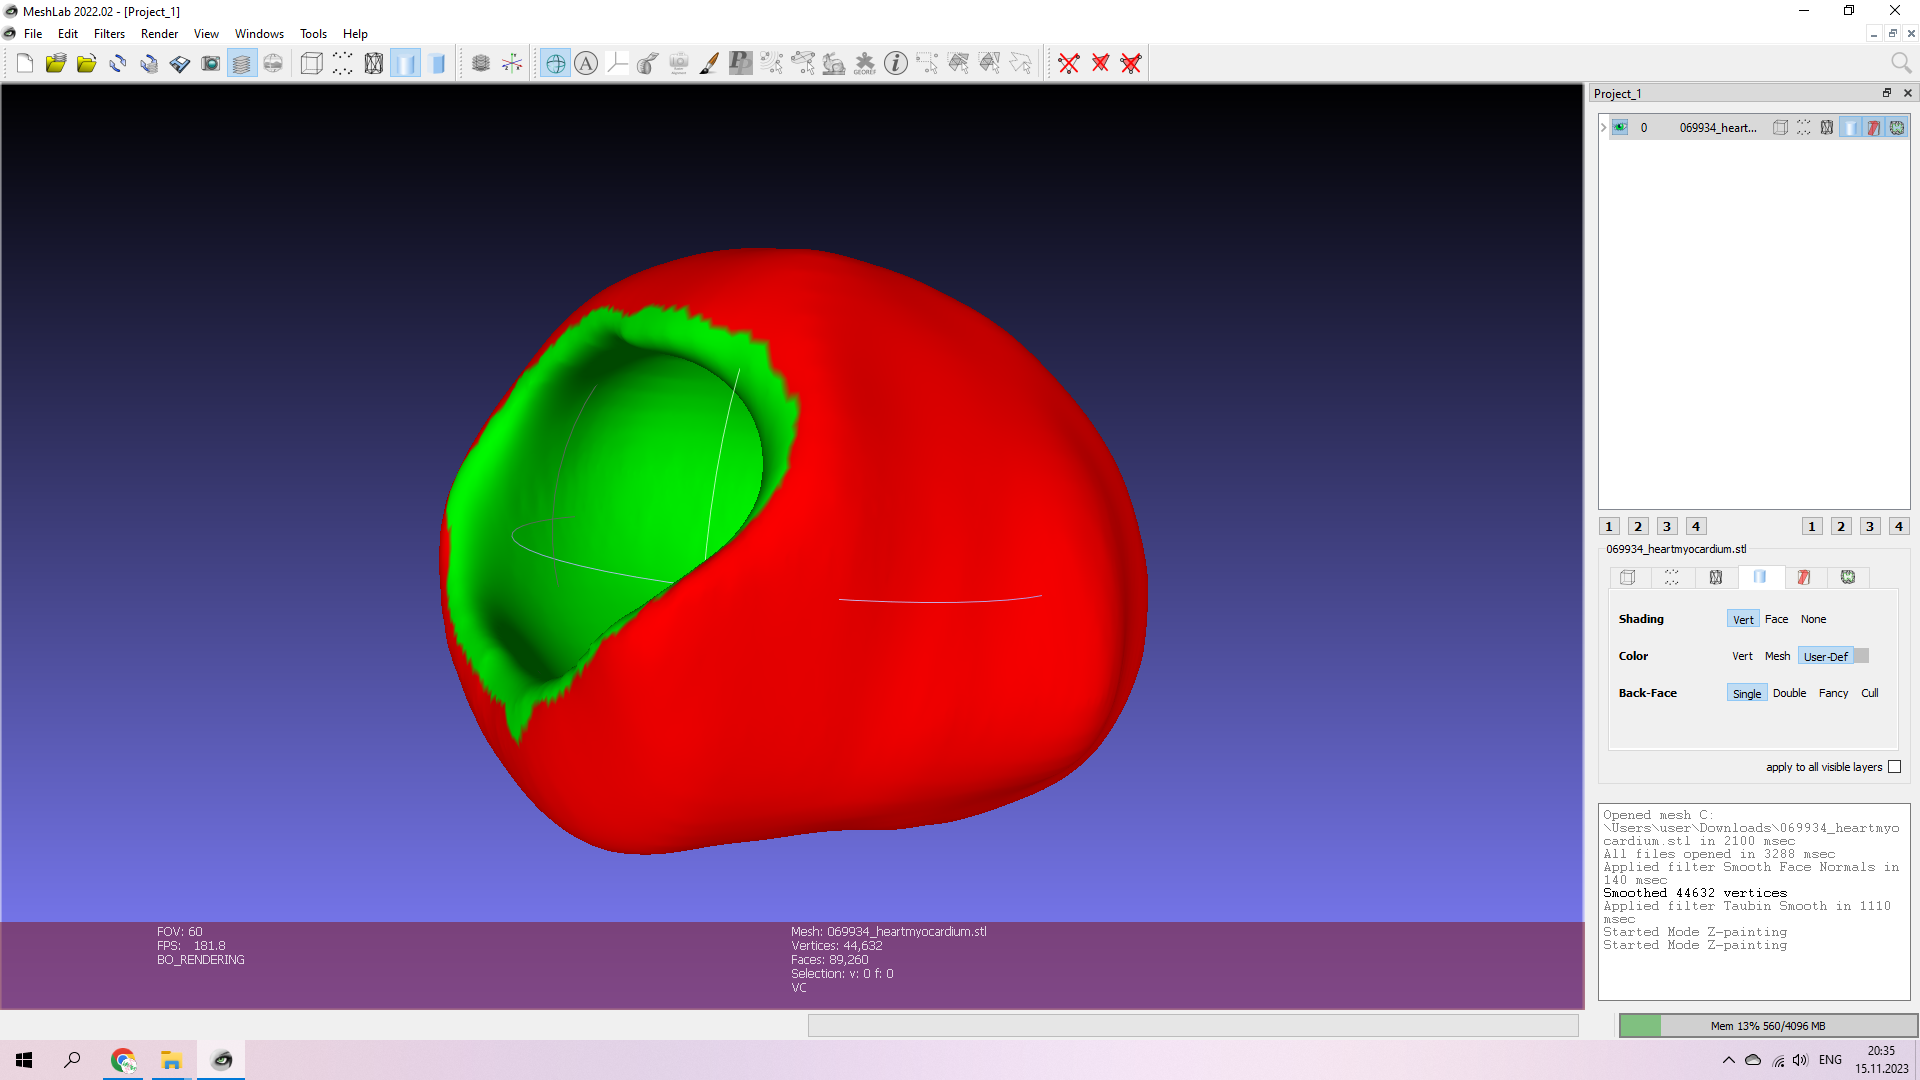 MeshLab 2022.02 - [Project_1]
File Edit Filters Render View Windows Tools Help
Project_1
0 069934_heart...
1 2 3 4 1 2 3 4
069934_heartmyocardium.stl
Shading Vert Face None
Color Vert Mesh User-Def
Back-Face Single Double Fancy Cull
apply to all visible layers
Opened mesh C:
\Users\user\Downloads\069934_heartmyo
cardium.stl in 2100 msec
All files opened in 3288 msec
Applied filter Smooth Face Normals in
140 msec
Smoothed 44632 vertices
Applied filter Taubin Smooth in 1110
msec
Started Mode Z-painting
Started Mode Z-painting
FOV: 60
FPS: 181.8
BO_RENDERING
Mesh: 069934_heartmyocardium.stl
Vertices: 44,632
Faces: 89,260
Selection: v: 0 f: 0
VC
Mem 13% 560/4096 MB
ENG
20:35
15.11.2023